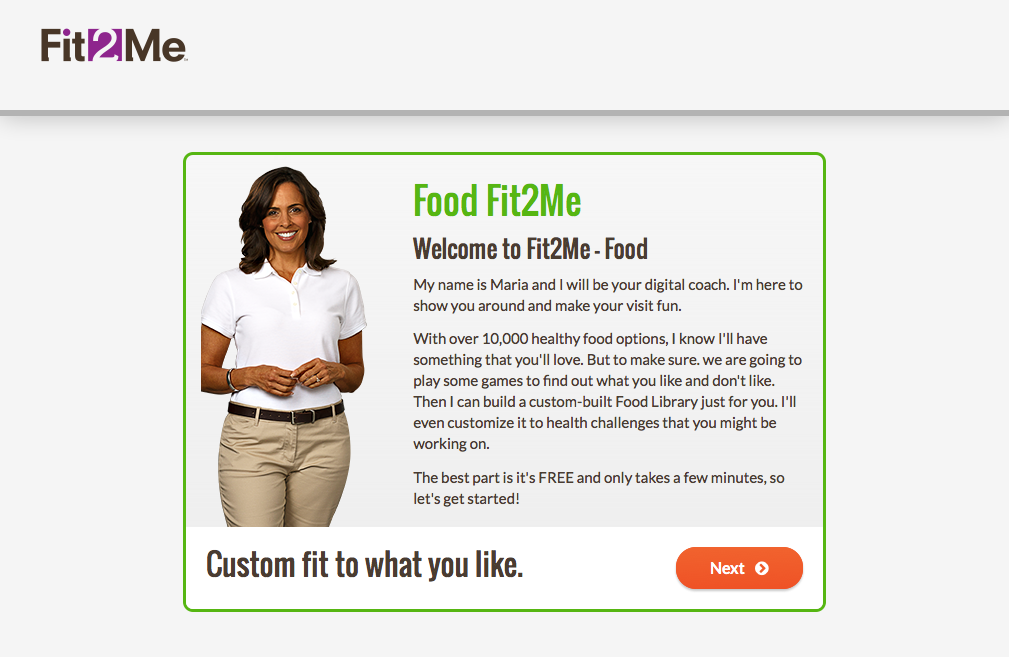 Fit2Me™
Food Fit2Me
Welcome to Fit2Me - Food
My name is Maria and I will be your digital coach. I'm here to
show you around and make your visit fun.
With over 10,000 healthy food options, I know I'll have
something that you'll love. But to make sure. we are going to
play some games to find out what you like and don't like.
Then I can build a custom-built Food Library just for you. I'll
even customize it to health challenges that you might be
working on.
The best part is it's FREE and only takes a few minutes, so
let's get started!
Custom fit to what you like.
Next